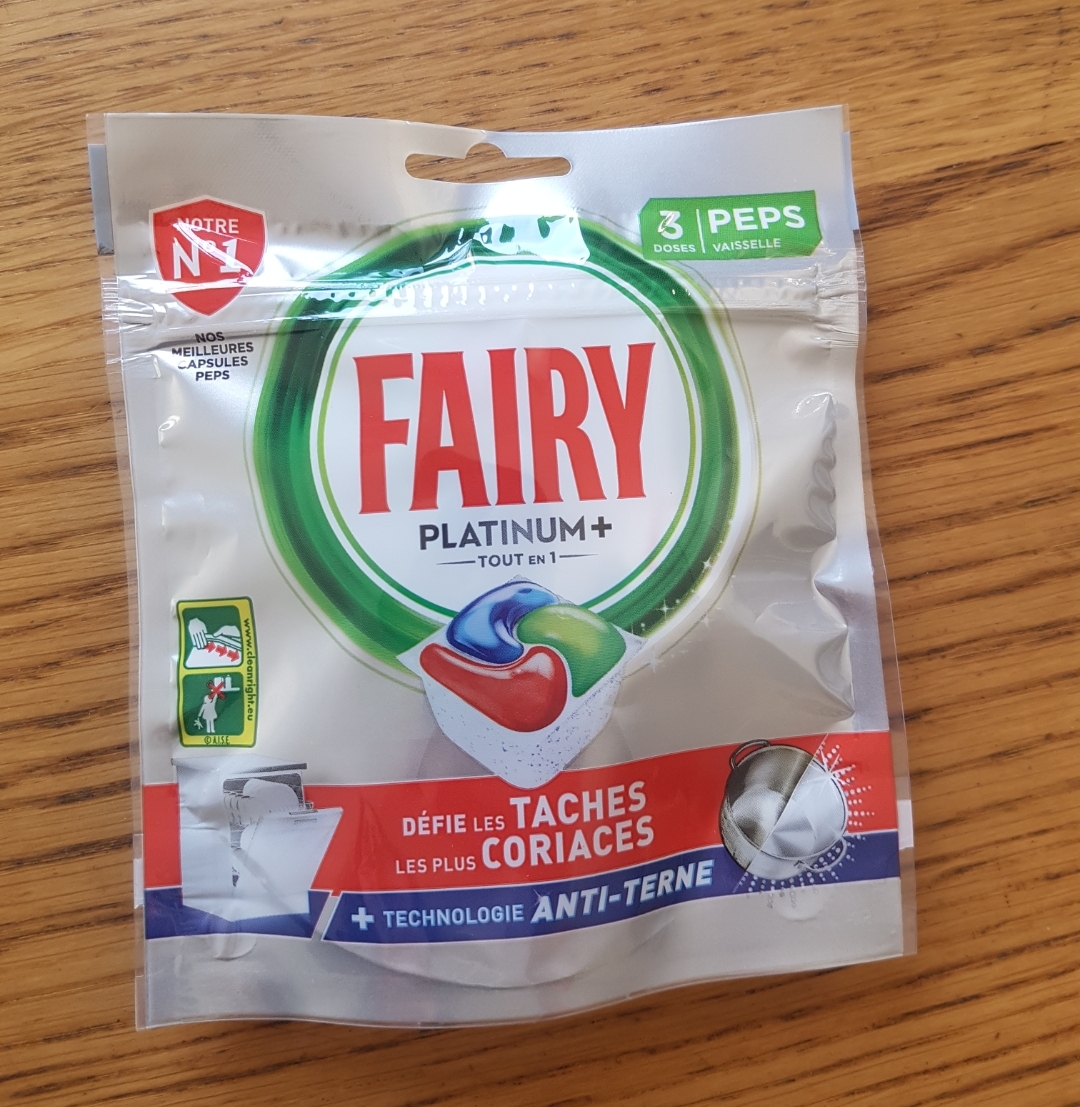 NOTRE
N°1
NOS
MEILLEURES
CAPSULES
PEPS
3 PEPS
DOSES VAISSELLE
FAIRY
PLATINUM+
TOUT EN 1
www.cleanright.eu
©A.I.S.E.
DÉFIE LES TACHES
LES PLUS CORIACES
+ TECHNOLOGIE ANTI-TERNE